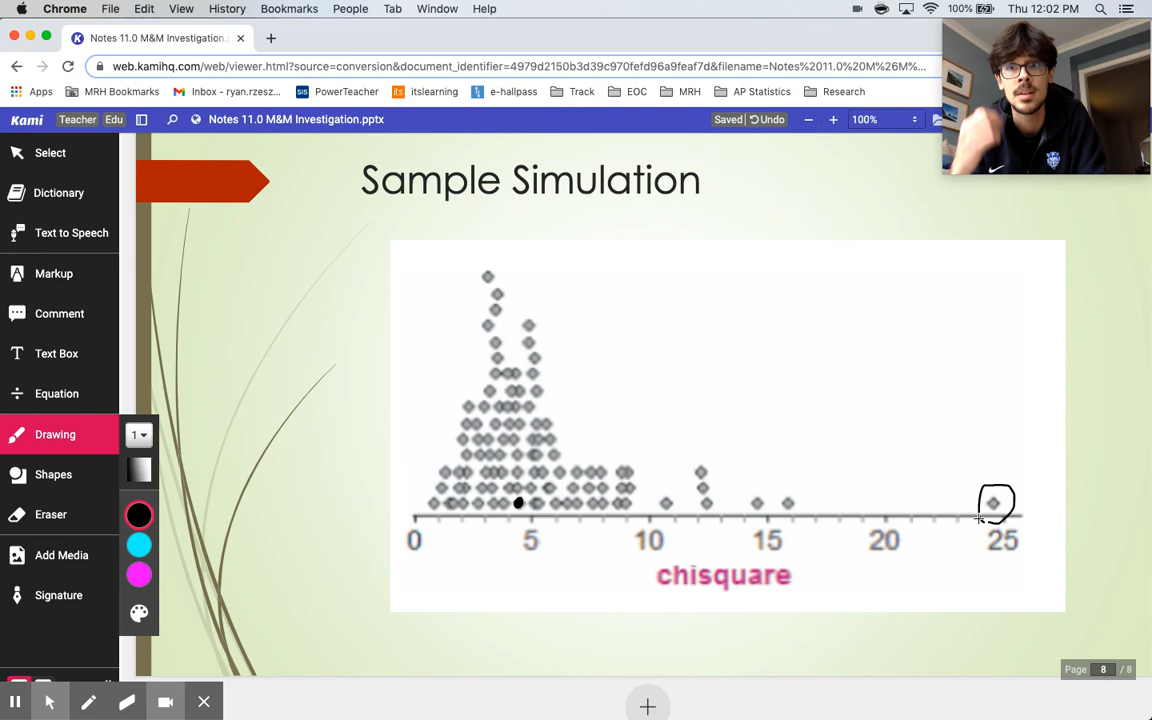 Chrome File Edit View History Bookmarks People Tab Window Help 100% Thu 12:02 PM
Notes 11.0 M&M Investigation.
web.kamihq.com/web/viewer.html?source=conversion&document_identifier=4979d2150b3d39c970fefd96a9feaf7d&filename=Notes%2011.0%20M%26M%...
Apps MRH Bookmarks Inbox - ryan.rzesz... SIS PowerTeacher its itslearning e-hallpass Track EOC MRH AP Statistics Research
Kami Teacher Edu Notes 11.0 M&M Investigation.pptx Saved Undo 100%
Select
Dictionary
Text to Speech
Markup
Comment
Text Box
Equation
Drawing
1
Shapes
Eraser
Add Media
Signature
Sample Simulation
0 5 10 15 20 25
chisquare
Page 8 / 8